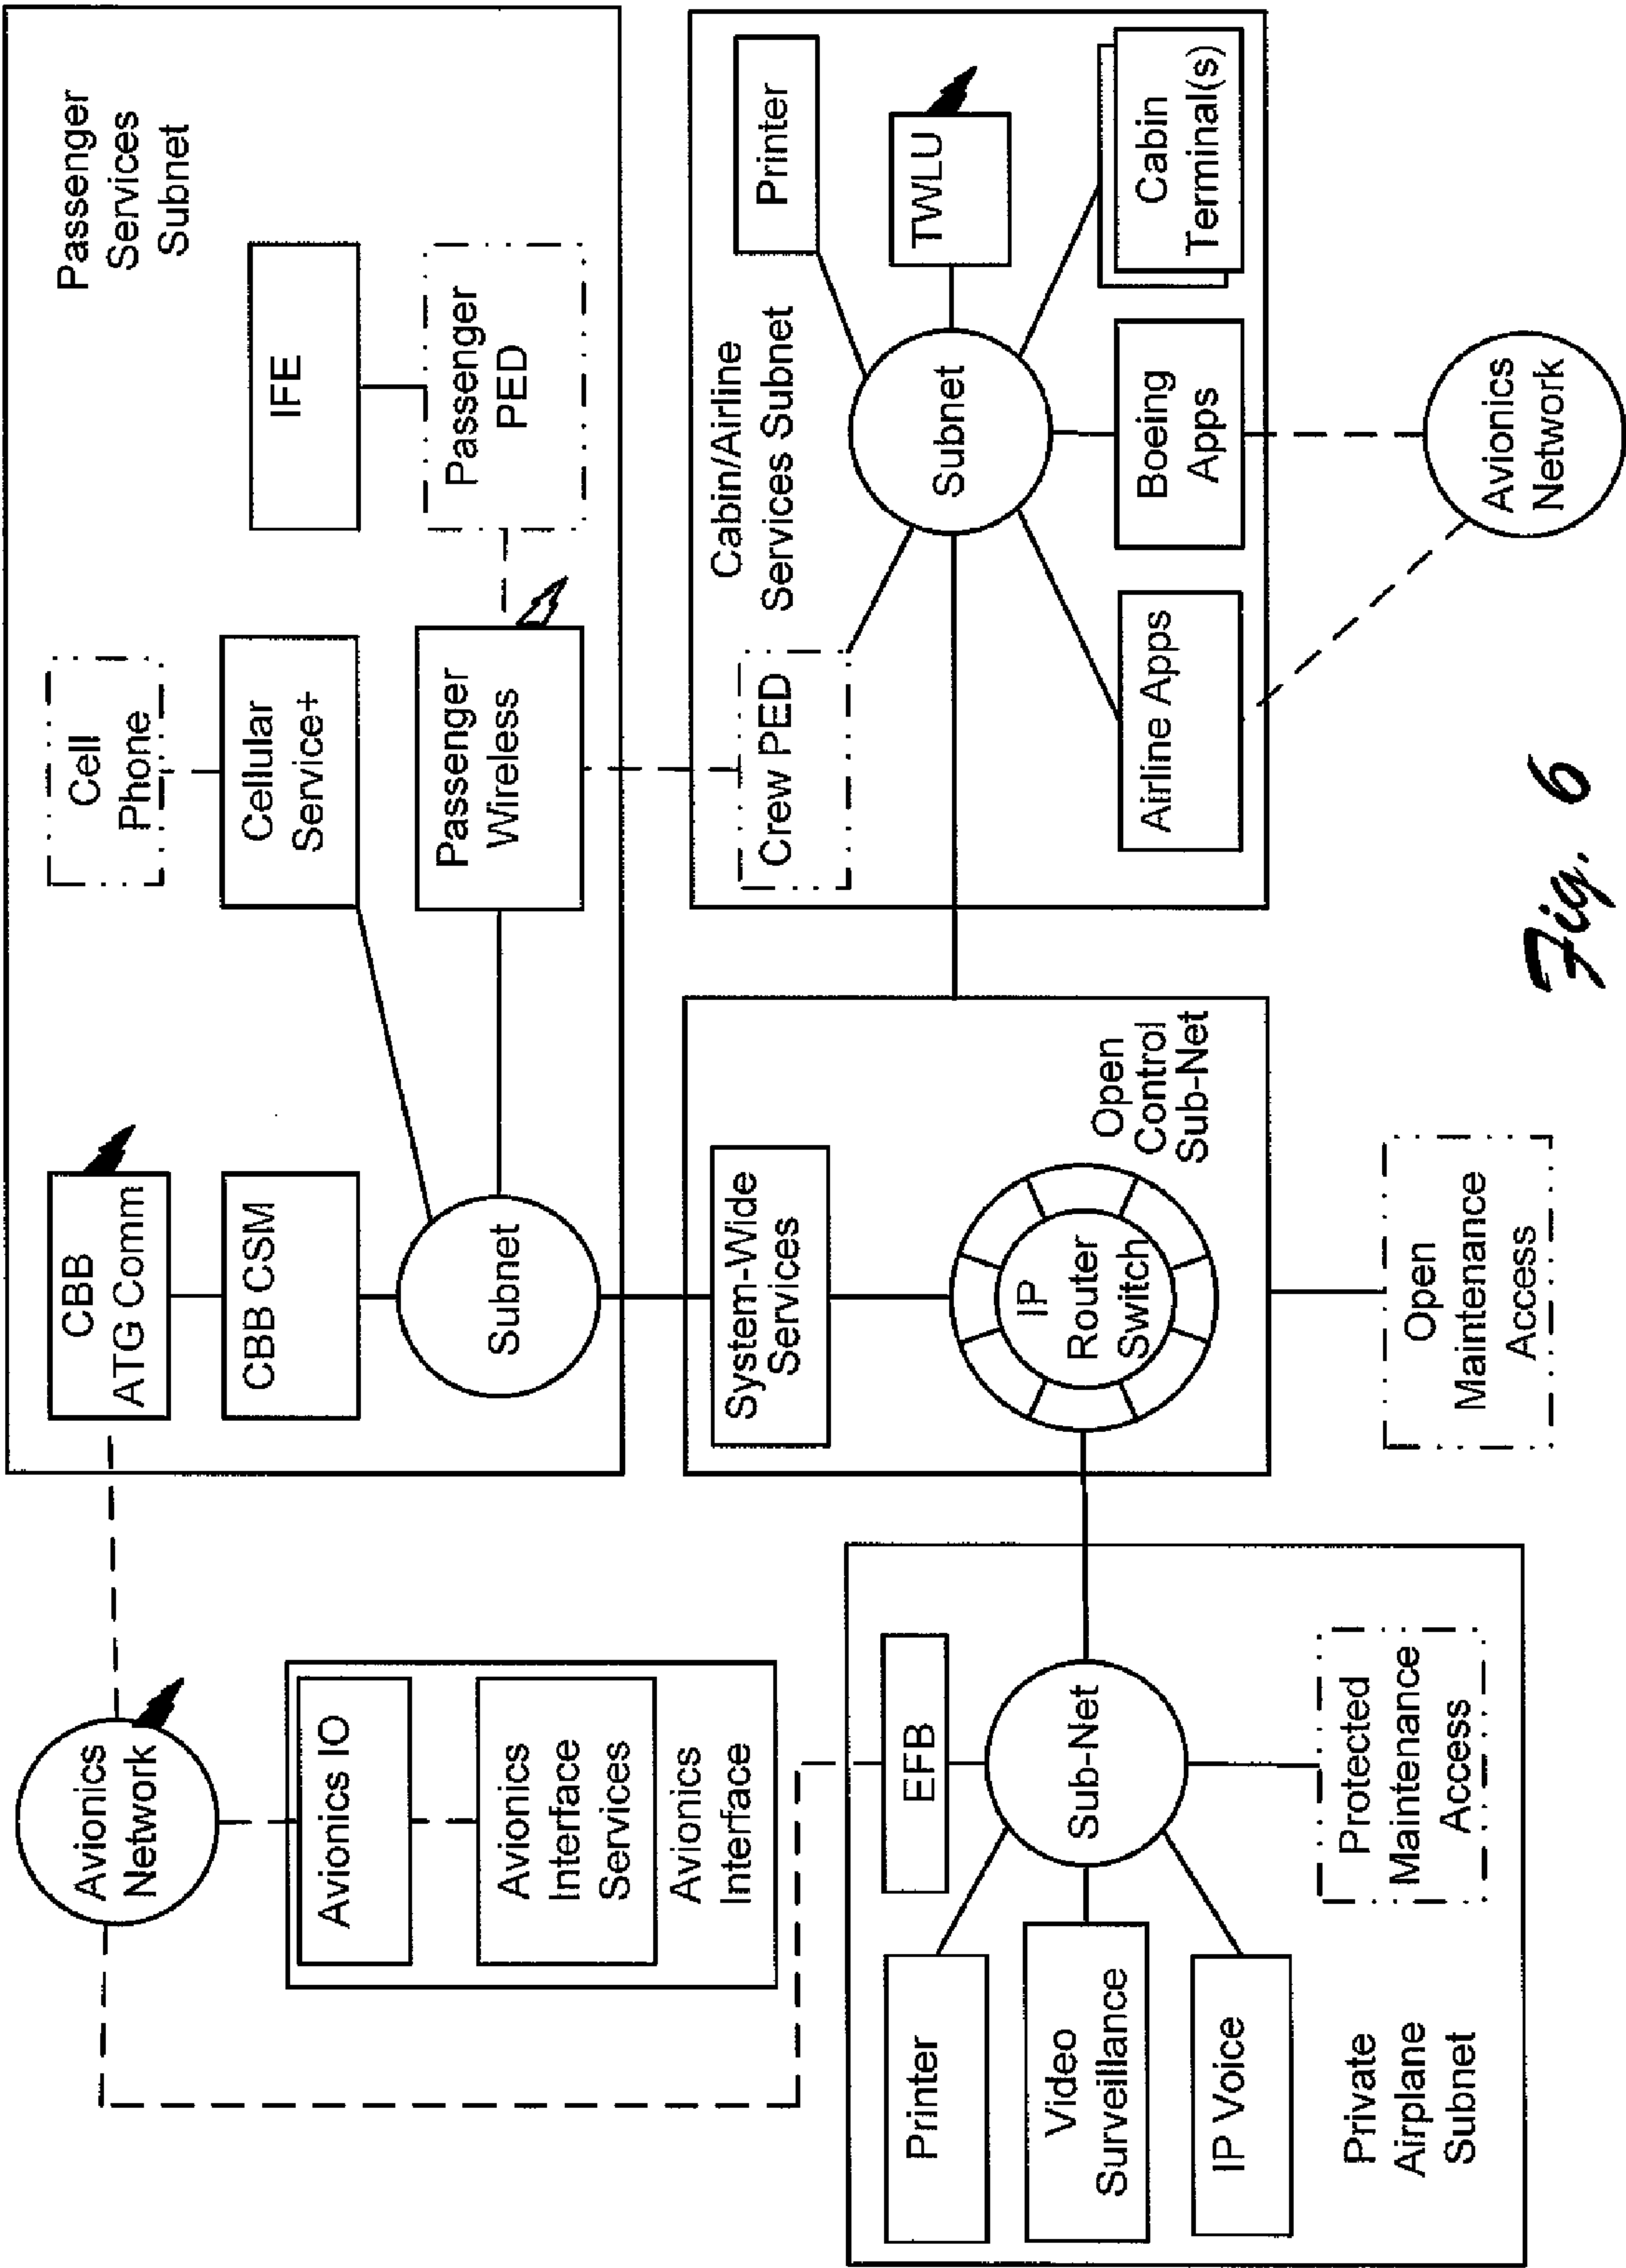 Avionics
Network
Avionics IO
Avionics
Interface
Services
Avionics
Interface
CBB
ATG Comm
CBB CSM
Subnet
Cell
Phone
Cellular
Service+
Passenger
Wireless
IFE
Passenger
PED
Passenger
Services
Subnet
Printer
Video
Surveillance
IP Voice
EFB
Sub-Net
Protected
Maintenance
Access
Private
Airplane
Subnet
System-Wide
Services
IP
Router
Switch
Open
Control
Sub-Net
Open
Maintenance
Access
Crew PED
Cabin/Airline
Services Subnet
Printer
TWLU
Subnet
Airline Apps
Boeing
Apps
Cabin
Terminal(s)
Avionics
Network
Fig. 6